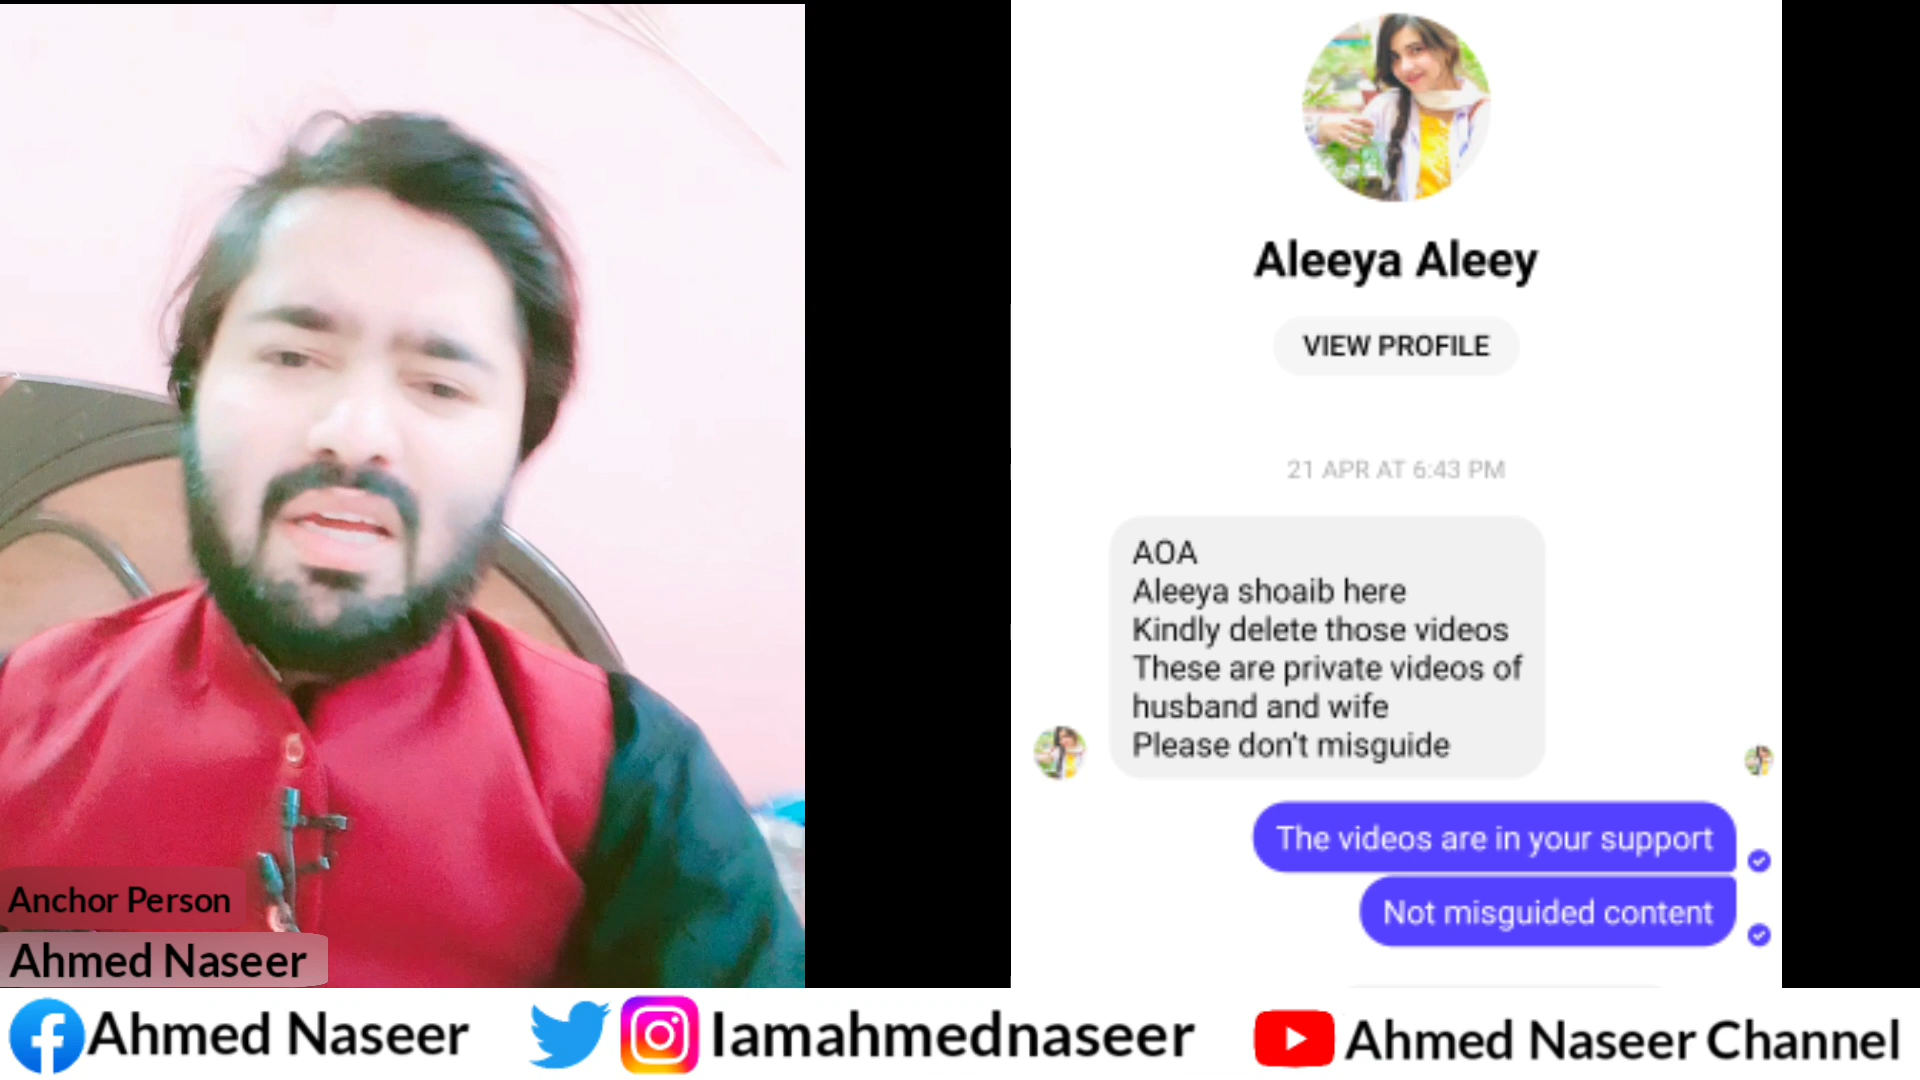 Aleeya Aleey
VIEW PROFILE
21 APR AT 6:43 PM
AOA
Aleeya shoaib here
Kindly delete those videos
These are private videos of
husband and wife
Please don't misguide
The videos are in your support
Not misguided content
Anchor Person
Ahmed Naseer
Ahmed Naseer
Iamahmednaseer
Ahmed Naseer Channel